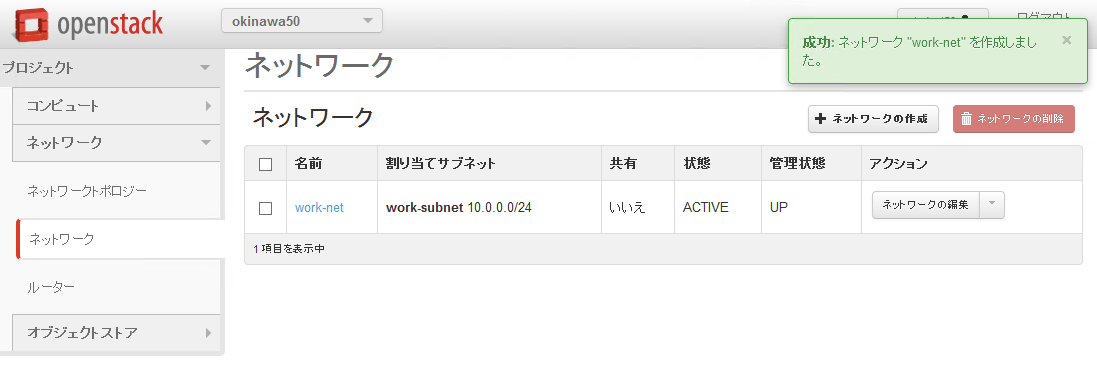 openstack
okinawa50
ログアウト
成功: ネットワーク "work-net" を作成しまし
た。
プロジェクト
コンピュート
ネットワーク
ネットワークトポロジー
ネットワーク
ルーター
オブジェクトストア
ネットワーク
ネットワーク
ネットワークの作成
ネットワークの削除
名前 割り当てサブネット 共有 状態 管理状態 アクション
work-net work-subnet 10.0.0.0/24 いいえ ACTIVE UP ネットワークの編集
1 項目を表示中